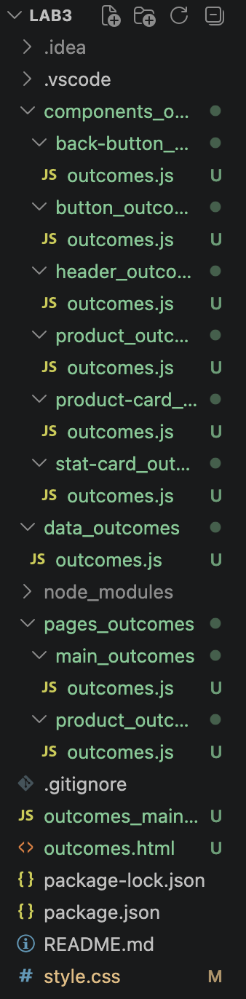 LAB3
.idea
.vscode
components_o...
back-button_...
JS outcomes.js U
button_outco...
JS outcomes.js U
header_outco...
JS outcomes.js U
product_outc...
JS outcomes.js U
product-card_...
JS outcomes.js U
stat-card_out...
JS outcomes.js U
data_outcomes
JS outcomes.js U
node_modules
pages_outcomes
main_outcomes
JS outcomes.js U
product_outc...
JS outcomes.js U
.gitignore
JS outcomes_main... U
<> outcomes.html U
{} package-lock.json
{} package.json
README.md
# style.css M